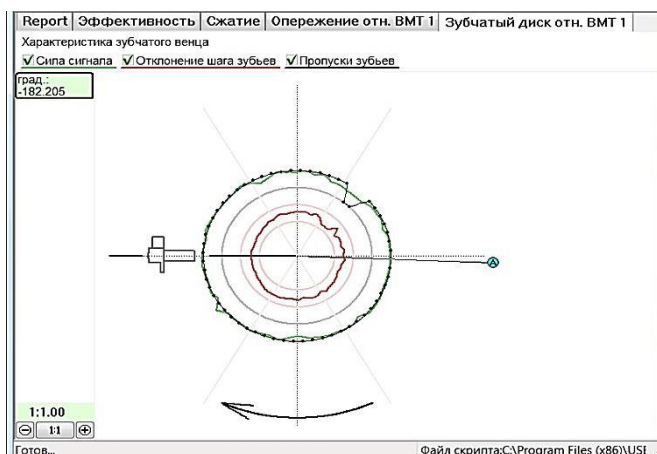 Report Эффективность Сжатие Опережение отн. ВМТ 1 Зубчатый диск отн. ВМТ 1
Характеристика зубчатого венца
Сила сигнала Отклонение шага зубьев Пропуски зубьев
град.:
-182.205
A
1:1.00
1:1
Готов... Файл скрипта:C:\Program Files (x86)\USE